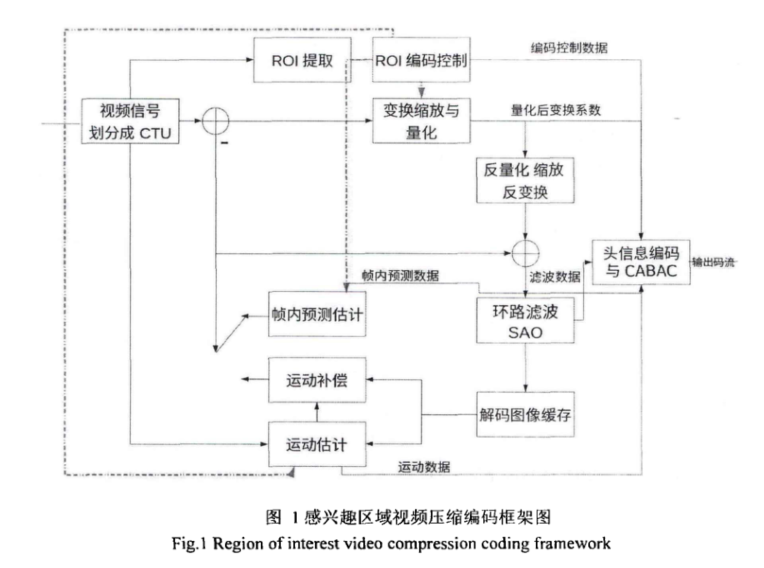 ROI 提取
ROI 编码控制
编码控制数据
视频信号
划分成 CTU
变换缩放与
量化
量化后变换系数
反量化 缩放
反变换
头信息编码
与 CABAC
输出码流
帧内预测数据
滤波数据
帧内预测估计
环路滤波
SAO
运动补偿
解码图像缓存
运动估计
运动数据
图 1 感兴趣区域视频压缩编码框架图
Fig.1 Region of interest video compression coding framework